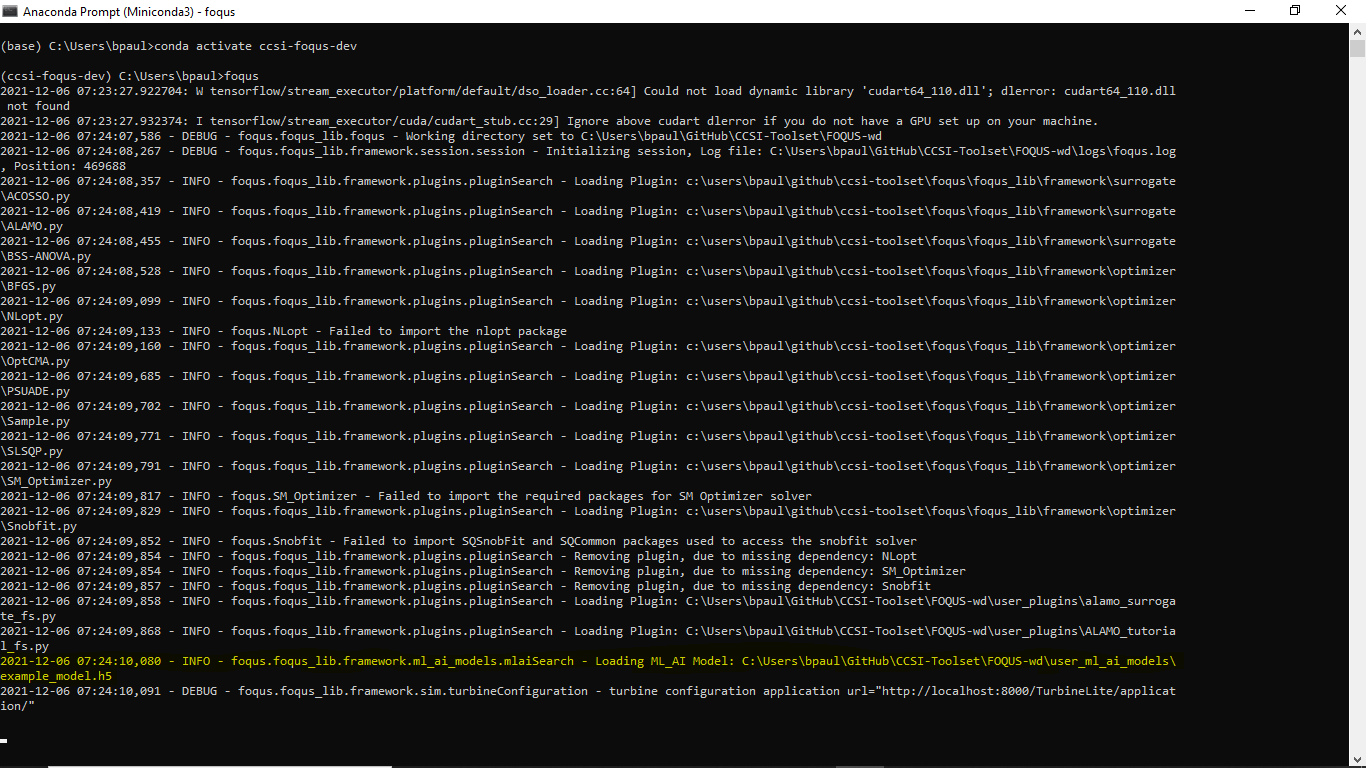 Anaconda Prompt (Miniconda3) - foqus
(base) C:\Users\bpaul>conda activate ccsi-foqus-dev
(ccsi-foqus-dev) C:\Users\bpaul>foqus
2021-12-06 07:23:27.922704: W tensorflow/stream_executor/platform/default/dso_loader.cc:64] Could not load dynamic library 'cudart64_110.dll'; dlerror: cudart64_110.dll
 not found
2021-12-06 07:23:27.932374: I tensorflow/stream_executor/cuda/cudart_stub.cc:29] Ignore above cudart dlerror if you do not have a GPU set up on your machine.
2021-12-06 07:24:07,586 - DEBUG - foqus.foqus_lib.foqus - Working directory set to C:\Users\bpaul\GitHub\CCSI-Toolset\FOQUS-wd
2021-12-06 07:24:08,267 - DEBUG - foqus.foqus_lib.framework.session.session - Initializing session, Log file: C:\Users\bpaul\GitHub\CCSI-Toolset\FOQUS-wd\logs\foqus.log
, Position: 469688
2021-12-06 07:24:08,357 - INFO - foqus.foqus_lib.framework.plugins.pluginSearch - Loading Plugin: c:\users\bpaul\github\ccsi-toolset\foqus\foqus_lib\framework\surrogate
\ACOSSO.py
2021-12-06 07:24:08,419 - INFO - foqus.foqus_lib.framework.plugins.pluginSearch - Loading Plugin: c:\users\bpaul\github\ccsi-toolset\foqus\foqus_lib\framework\surrogate
\ALAMO.py
2021-12-06 07:24:08,455 - INFO - foqus.foqus_lib.framework.plugins.pluginSearch - Loading Plugin: c:\users\bpaul\github\ccsi-toolset\foqus\foqus_lib\framework\surrogate
\BSS-ANOVA.py
2021-12-06 07:24:08,528 - INFO - foqus.foqus_lib.framework.plugins.pluginSearch - Loading Plugin: c:\users\bpaul\github\ccsi-toolset\foqus\foqus_lib\framework\optimizer
\BFGS.py
2021-12-06 07:24:09,099 - INFO - foqus.foqus_lib.framework.plugins.pluginSearch - Loading Plugin: c:\users\bpaul\github\ccsi-toolset\foqus\foqus_lib\framework\optimizer
\NLopt.py
2021-12-06 07:24:09,133 - INFO - foqus.NLopt - Failed to import the nlopt package
2021-12-06 07:24:09,160 - INFO - foqus.foqus_lib.framework.plugins.pluginSearch - Loading Plugin: c:\users\bpaul\github\ccsi-toolset\foqus\foqus_lib\framework\optimizer
\OptCMA.py
2021-12-06 07:24:09,685 - INFO - foqus.foqus_lib.framework.plugins.pluginSearch - Loading Plugin: c:\users\bpaul\github\ccsi-toolset\foqus\foqus_lib\framework\optimizer
\PSUADE.py
2021-12-06 07:24:09,702 - INFO - foqus.foqus_lib.framework.plugins.pluginSearch - Loading Plugin: c:\users\bpaul\github\ccsi-toolset\foqus\foqus_lib\framework\optimizer
\Sample.py
2021-12-06 07:24:09,771 - INFO - foqus.foqus_lib.framework.plugins.pluginSearch - Loading Plugin: c:\users\bpaul\github\ccsi-toolset\foqus\foqus_lib\framework\optimizer
\SLSQP.py
2021-12-06 07:24:09,791 - INFO - foqus.foqus_lib.framework.plugins.pluginSearch - Loading Plugin: c:\users\bpaul\github\ccsi-toolset\foqus\foqus_lib\framework\optimizer
\SM_Optimizer.py
2021-12-06 07:24:09,817 - INFO - foqus.SM_Optimizer - Failed to import the required packages for SM Optimizer solver
2021-12-06 07:24:09,829 - INFO - foqus.foqus_lib.framework.plugins.pluginSearch - Loading Plugin: c:\users\bpaul\github\ccsi-toolset\foqus\foqus_lib\framework\optimizer
\Snobfit.py
2021-12-06 07:24:09,852 - INFO - foqus.Snobfit - Failed to import SQSnobFit and SQCommon packages used to access the snobfit solver
2021-12-06 07:24:09,854 - INFO - foqus.foqus_lib.framework.plugins.pluginSearch - Removing plugin, due to missing dependency: NLopt
2021-12-06 07:24:09,854 - INFO - foqus.foqus_lib.framework.plugins.pluginSearch - Removing plugin, due to missing dependency: SM_Optimizer
2021-12-06 07:24:09,857 - INFO - foqus.foqus_lib.framework.plugins.pluginSearch - Removing plugin, due to missing dependency: Snobfit
2021-12-06 07:24:09,858 - INFO - foqus.foqus_lib.framework.plugins.pluginSearch - Loading Plugin: C:\Users\bpaul\GitHub\CCSI-Toolset\FOQUS-wd\user_plugins\alamo_surroga
te_fs.py
2021-12-06 07:24:09,868 - INFO - foqus.foqus_lib.framework.plugins.pluginSearch - Loading Plugin: C:\Users\bpaul\GitHub\CCSI-Toolset\FOQUS-wd\user_plugins\ALAMO_tutoria
l_fs.py
2021-12-06 07:24:10,080 - INFO - foqus.foqus_lib.framework.ml_ai_models.mlaiSearch - Loading ML_AI Model: C:\Users\bpaul\GitHub\CCSI-Toolset\FOQUS-wd\user_ml_ai_models\
example_model.h5
2021-12-06 07:24:10,091 - DEBUG - foqus.foqus_lib.framework.sim.turbineConfiguration - turbine configuration application url="http://localhost:8000/TurbineLite/applicat
ion/"